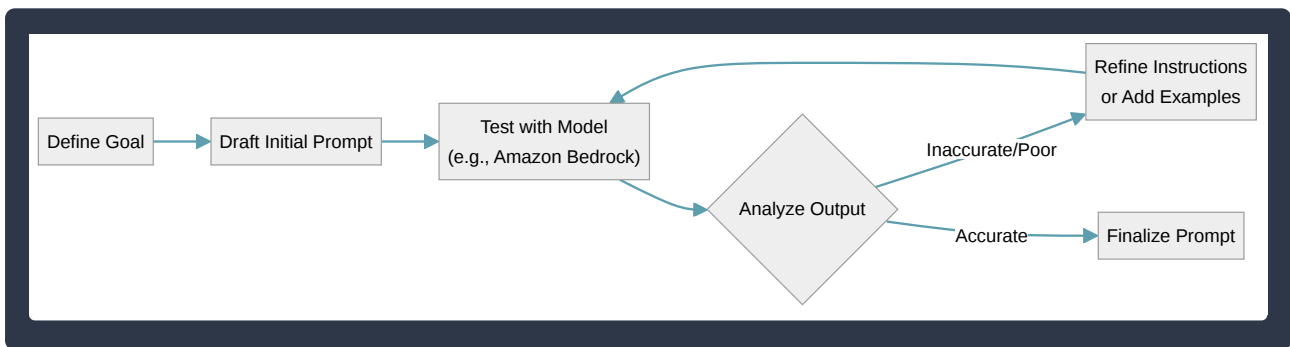 Define Goal
Draft Initial Prompt
Test with Model
(e.g., Amazon Bedrock)
Analyze Output
Inaccurate/Poor
Refine Instructions
or Add Examples
Accurate
Finalize Prompt